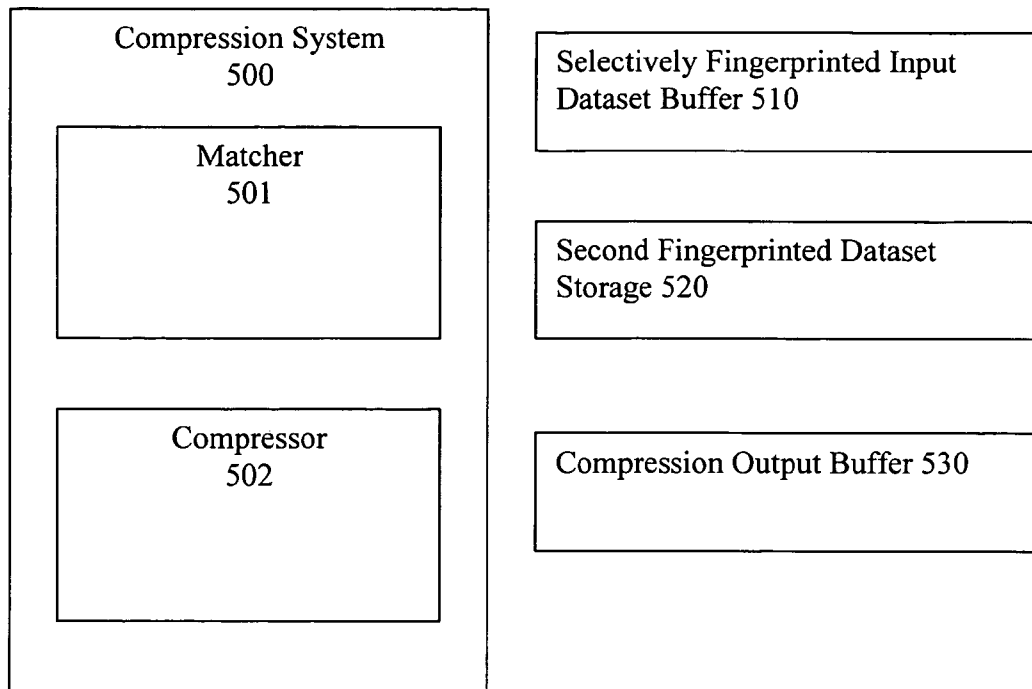 Compression System
500
Matcher
501
Compressor
502
Selectively Fingerprinted Input
Dataset Buffer 510
Second Fingerprinted Dataset
Storage 520
Compression Output Buffer 530